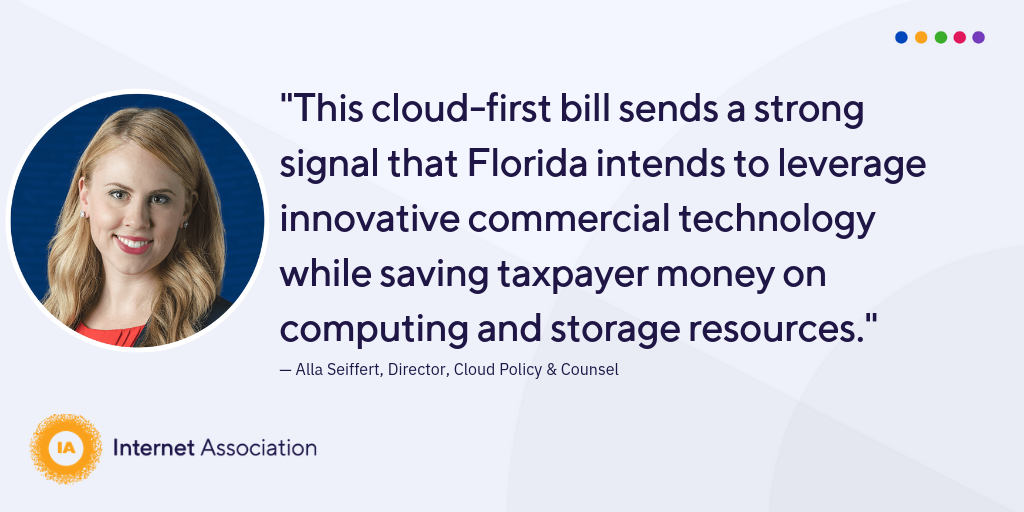 "This cloud-first bill sends a strong
signal that Florida intends to leverage
innovative commercial technology
while saving taxpayer money on
computing and storage resources."
— Alla Seiffert, Director, Cloud Policy & Counsel
IA
Internet Association